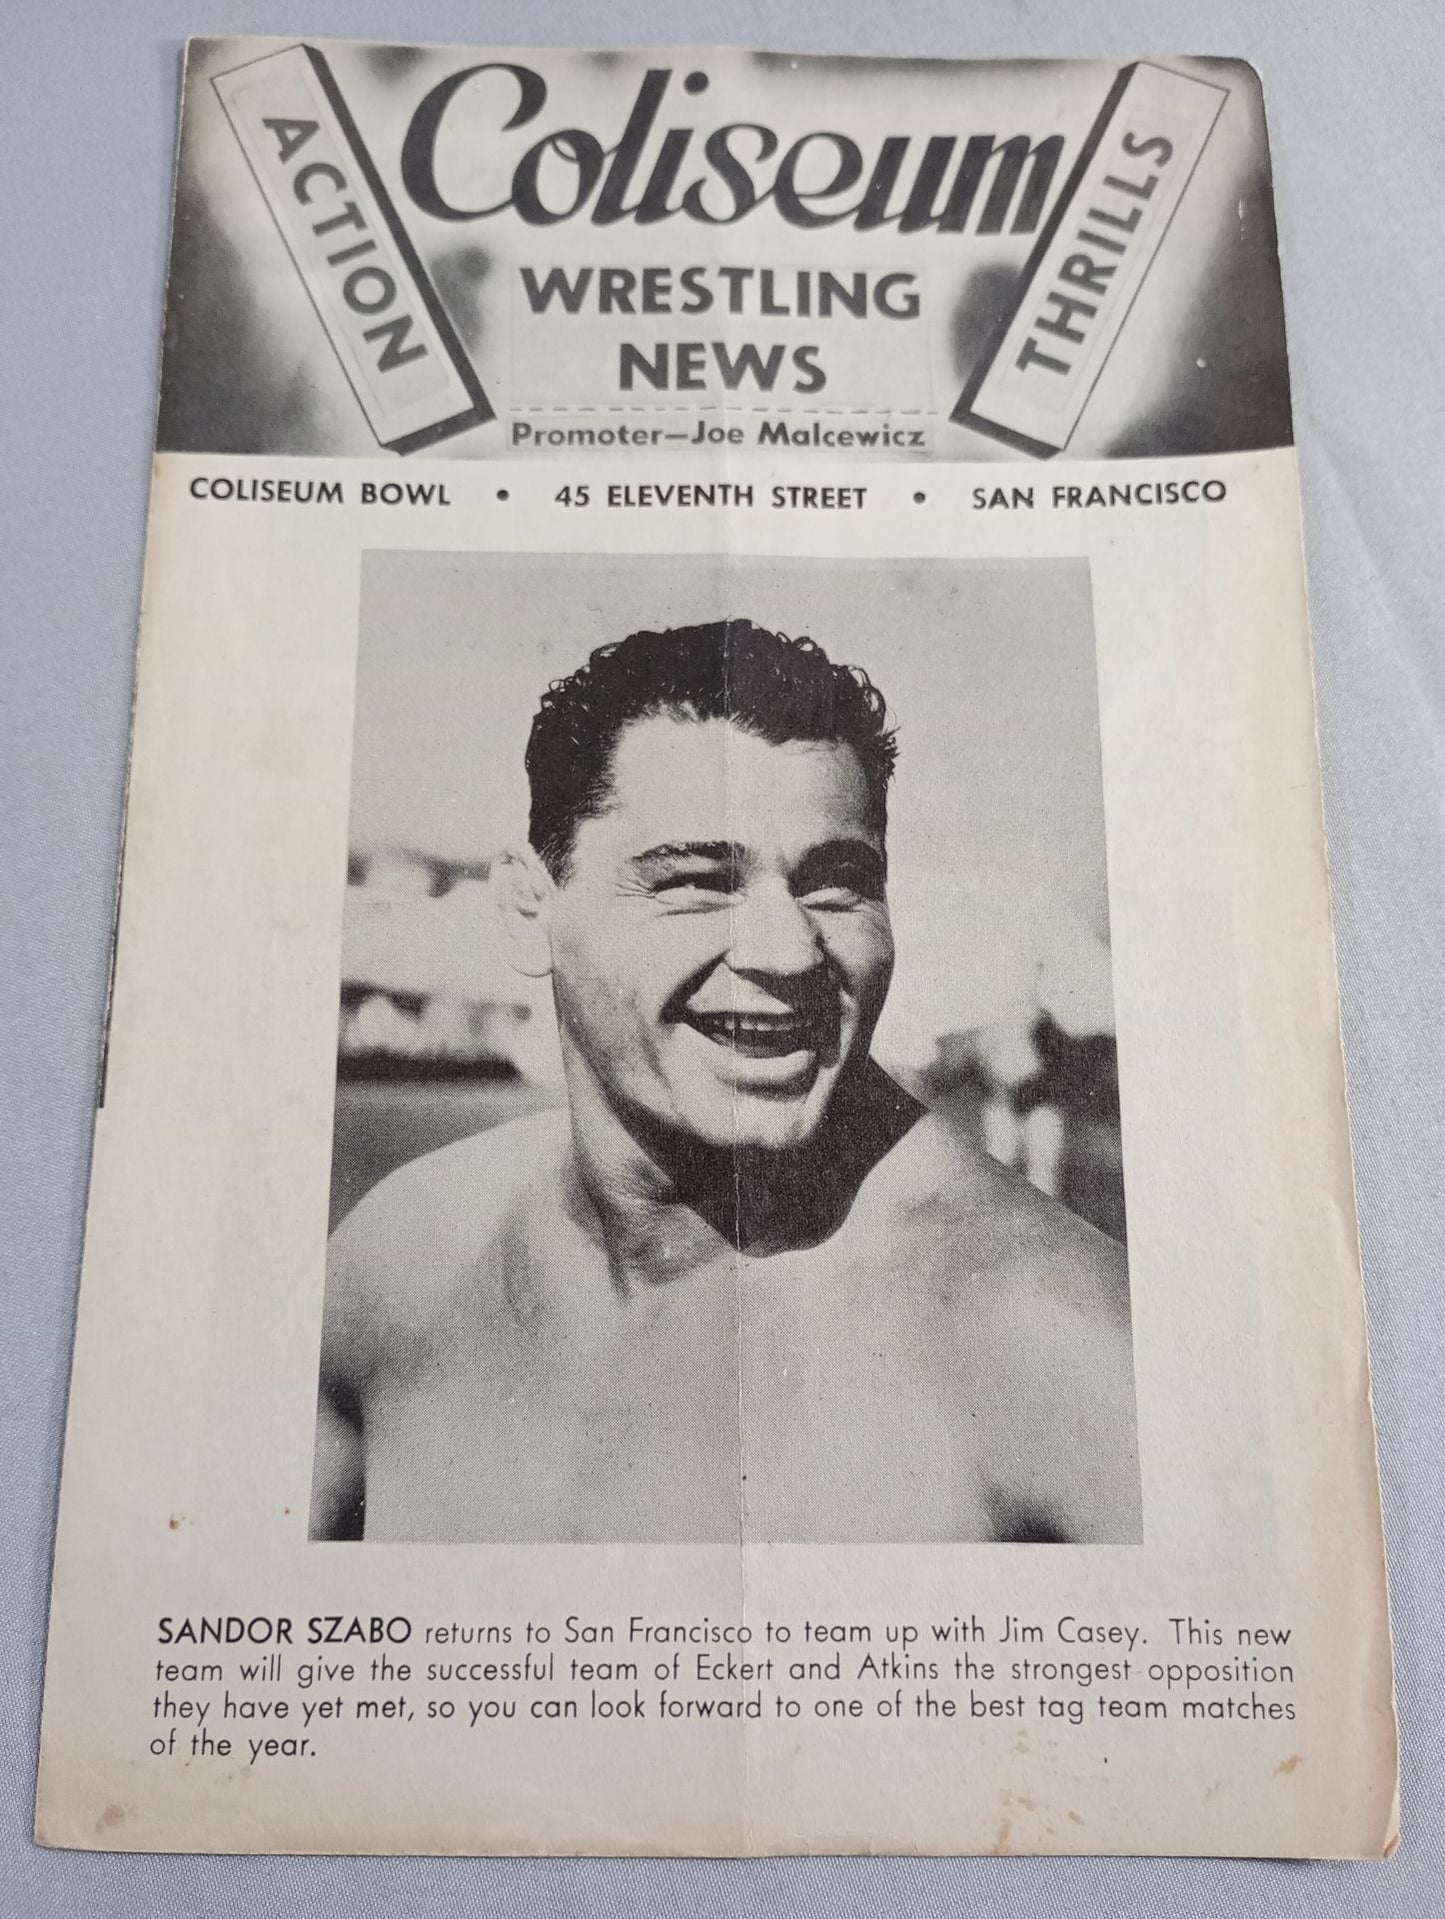 ACTION
Coliseum
THRILLS
WRESTLING
NEWS
Promoter—Joe Malcewicz
COLISEUM BOWL • 45 ELEVENTH STREET • SAN FRANCISCO
SANDOR SZABO returns to San Francisco to team up with Jim Casey. This new
team will give the successful team of Eckert and Atkins the strongest opposition
they have yet met, so you can look forward to one of the best tag team matches
of the year.